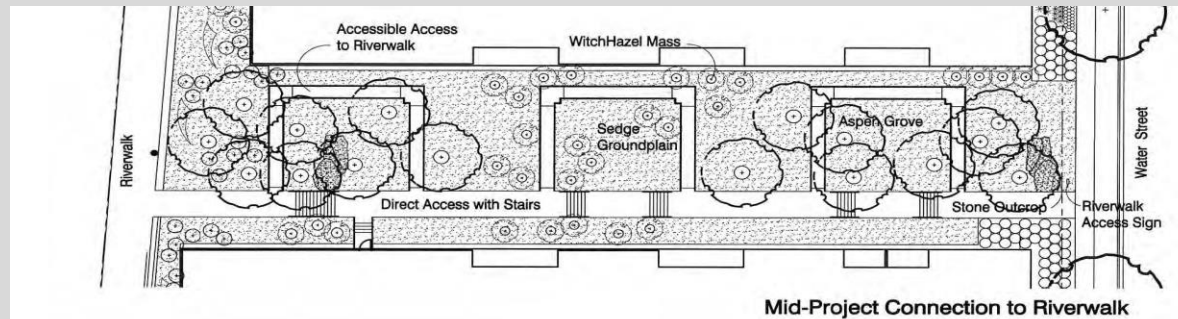 Accessible Access
to Riverwalk
WitchHazel Mass
Riverwalk
Sedge
Groundplain
Aspen Grove
Water Street
Direct Access with Stairs
Stone Outcrop
Riverwalk
Access Sign
Mid-Project Connection to Riverwalk